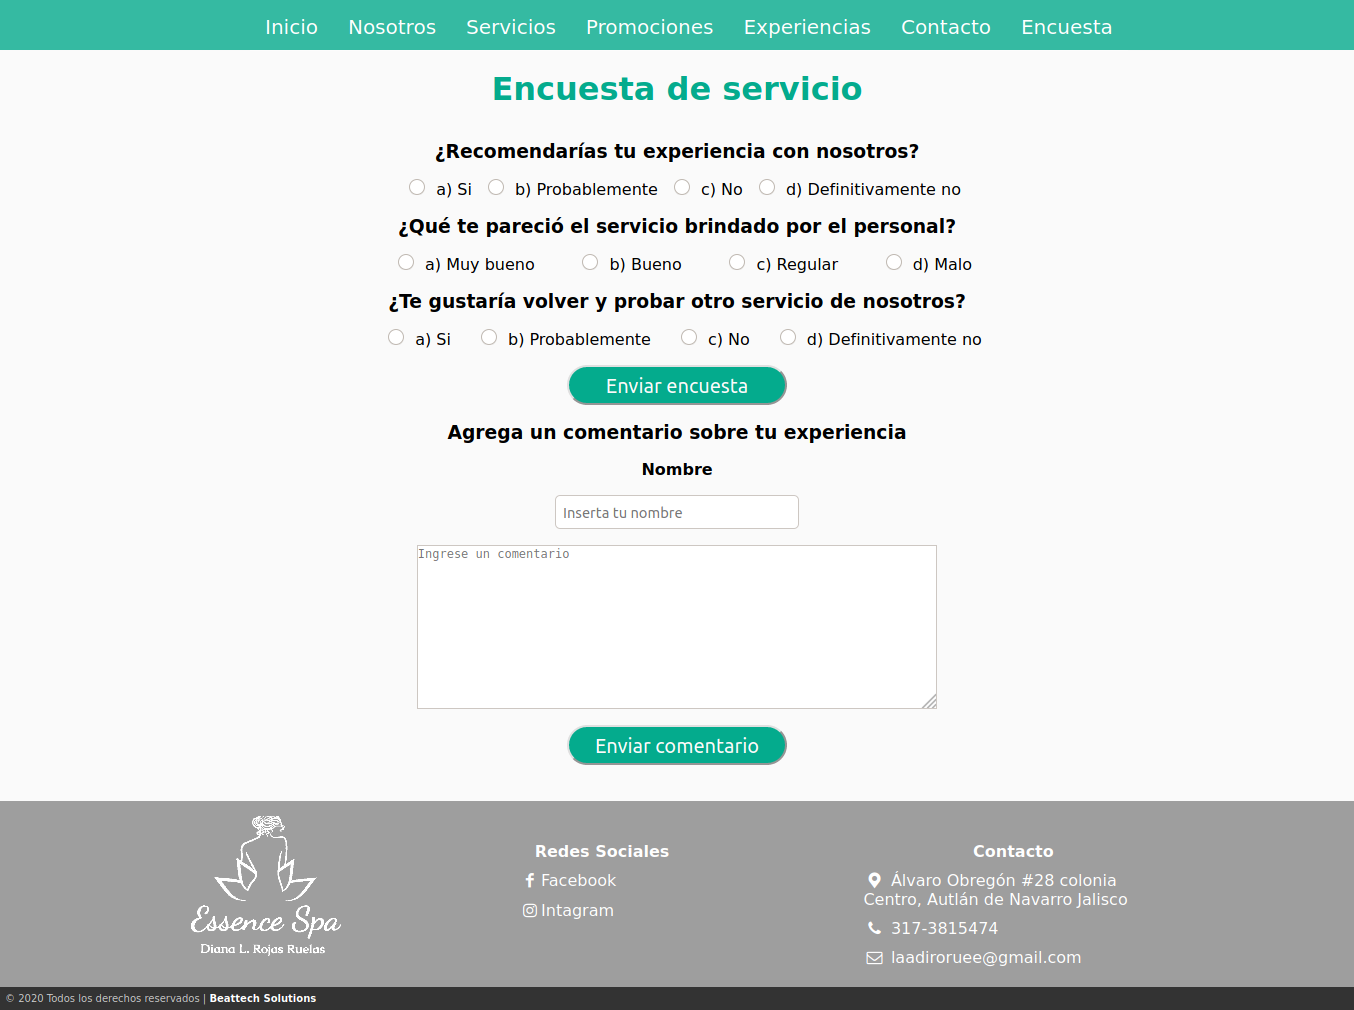 Inicio Nosotros Servicios Promociones Experiencias Contacto Encuesta
Encuesta de servicio
¿Recomendarías tu experiencia con nosotros?
a) Si b) Probablemente c) No d) Definitivamente no
¿Qué te pareció el servicio brindado por el personal?
a) Muy bueno b) Bueno c) Regular d) Malo
¿Te gustaría volver y probar otro servicio de nosotros?
a) Si b) Probablemente c) No d) Definitivamente no
Enviar encuesta
Agrega un comentario sobre tu experiencia
Nombre
Inserta tu nombre
Ingrese un comentario
Enviar comentario
Essence Spa
Diana L. Rojas Ruelas
Redes Sociales
Facebook
Intagram
Contacto
Álvaro Obregón #28 colonia
Centro, Autlán de Navarro Jalisco
317-3815474
laadiroruee@gmail.com
© 2020 Todos los derechos reservados | Beattech Solutions